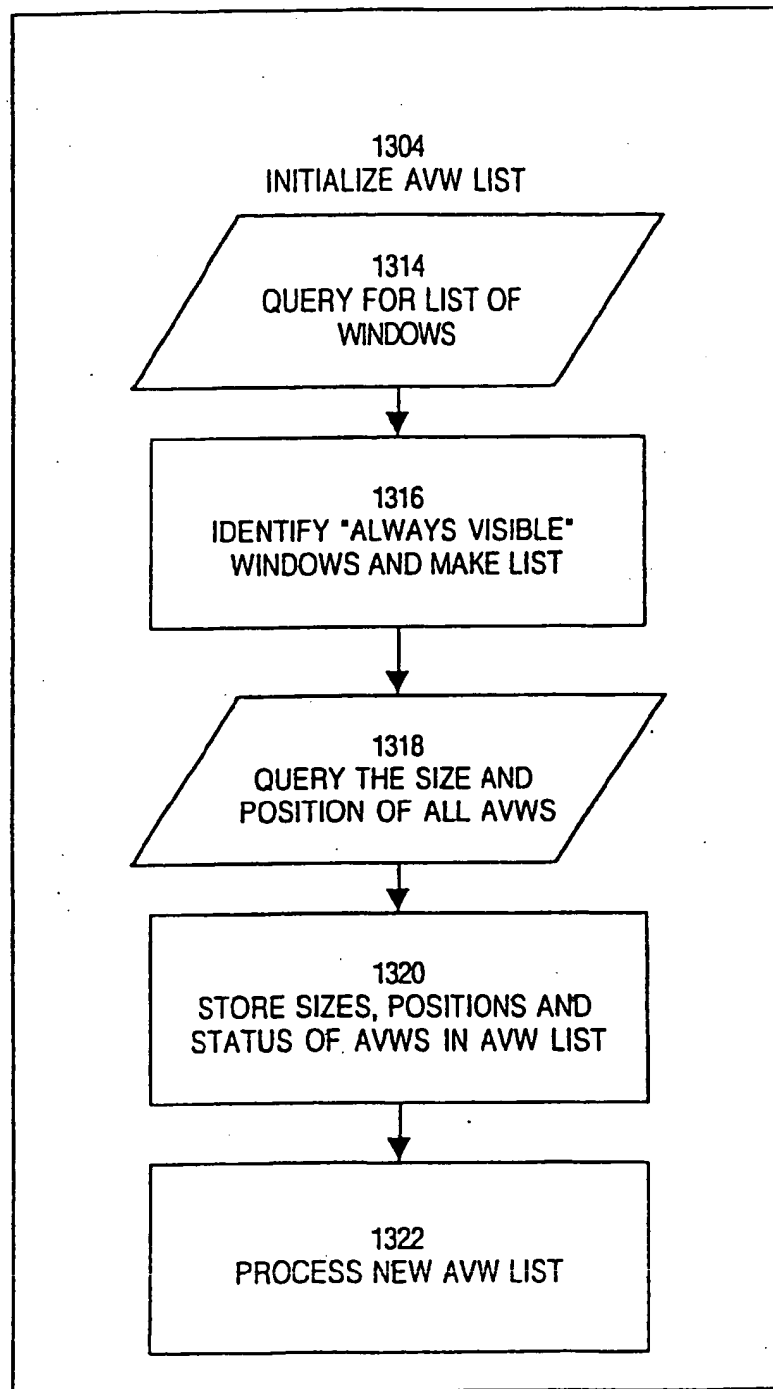 1304
INITIALIZE AVW LIST
1314
QUERY FOR LIST OF
WINDOWS
1316
IDENTIFY "ALWAYS VISIBLE"
WINDOWS AND MAKE LIST
1318
QUERY THE SIZE AND
POSITION OF ALL AVWS
1320
STORE SIZES, POSITIONS AND
STATUS OF AVWS IN AVW LIST
1322
PROCESS NEW AVW LIST